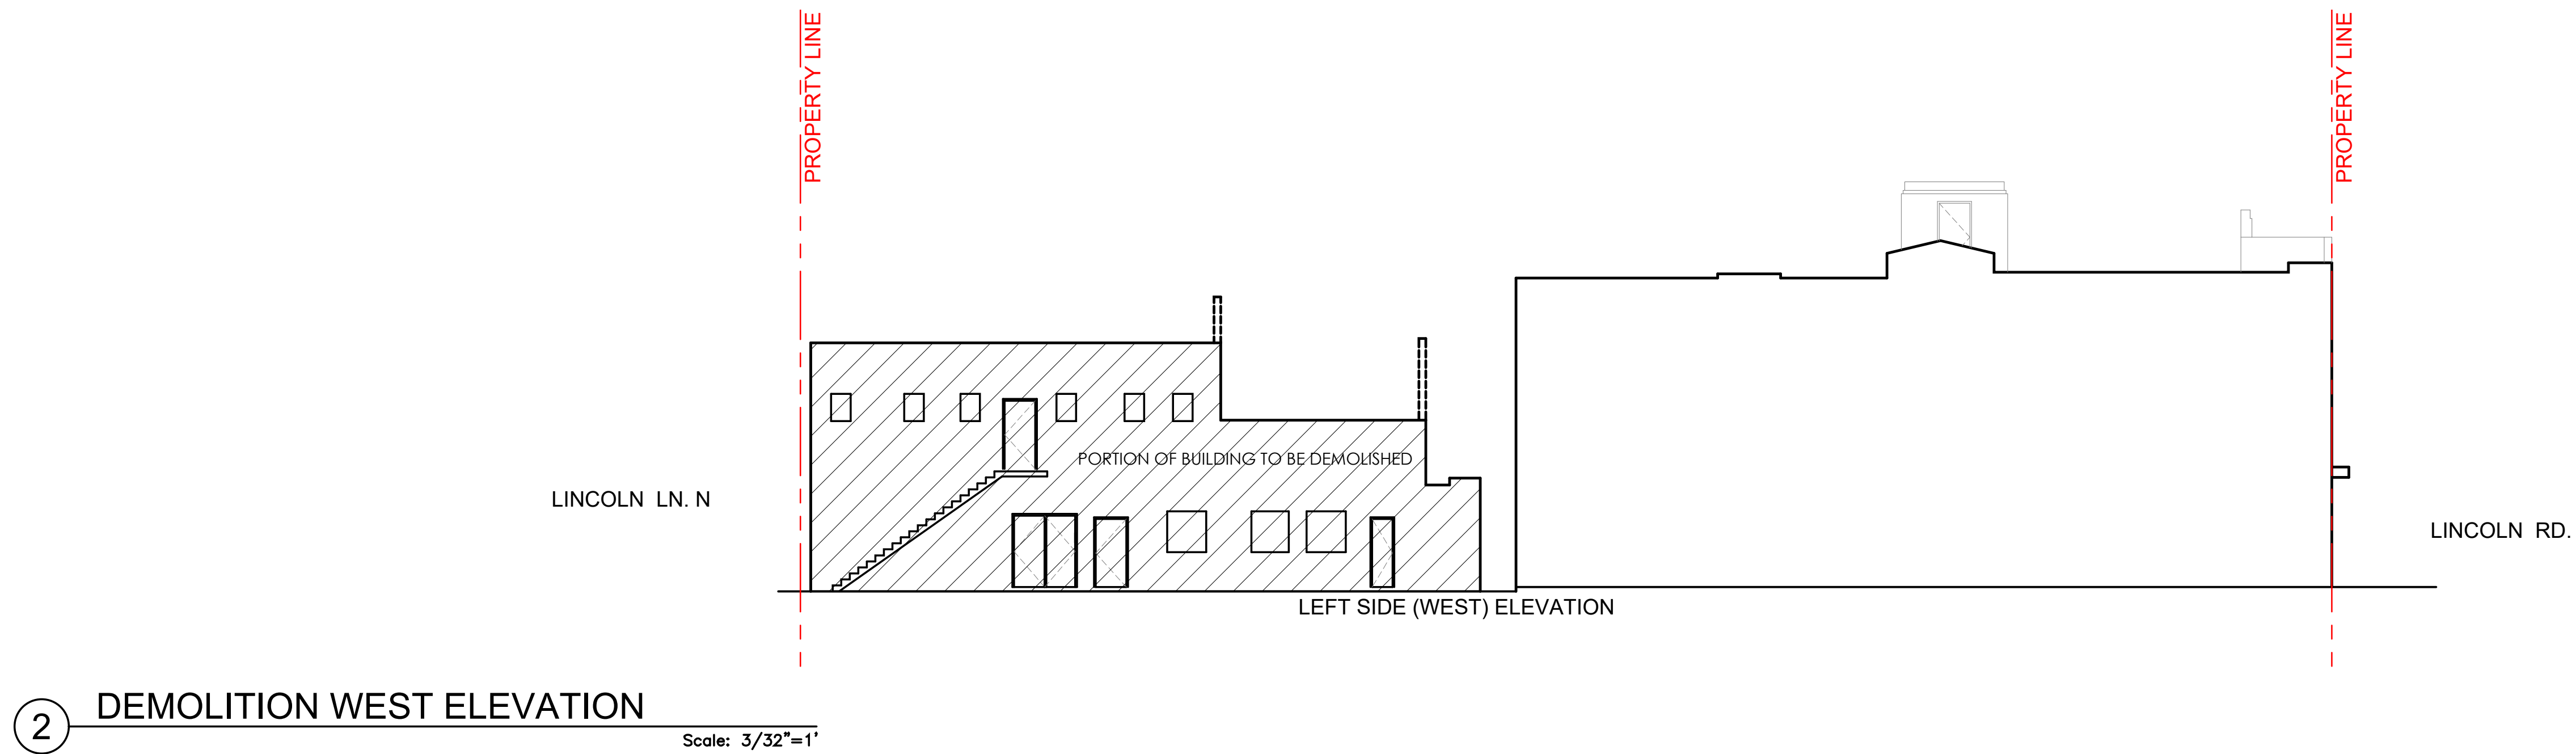 PROPERTY LINE
PROPERTY LINE
PORTION OF BUILDING TO BE DEMOLISHED
LINCOLN LN. N
LINCOLN RD.
LEFT SIDE (WEST) ELEVATION
2
DEMOLITION WEST ELEVATION
Scale: 3/32"=1'